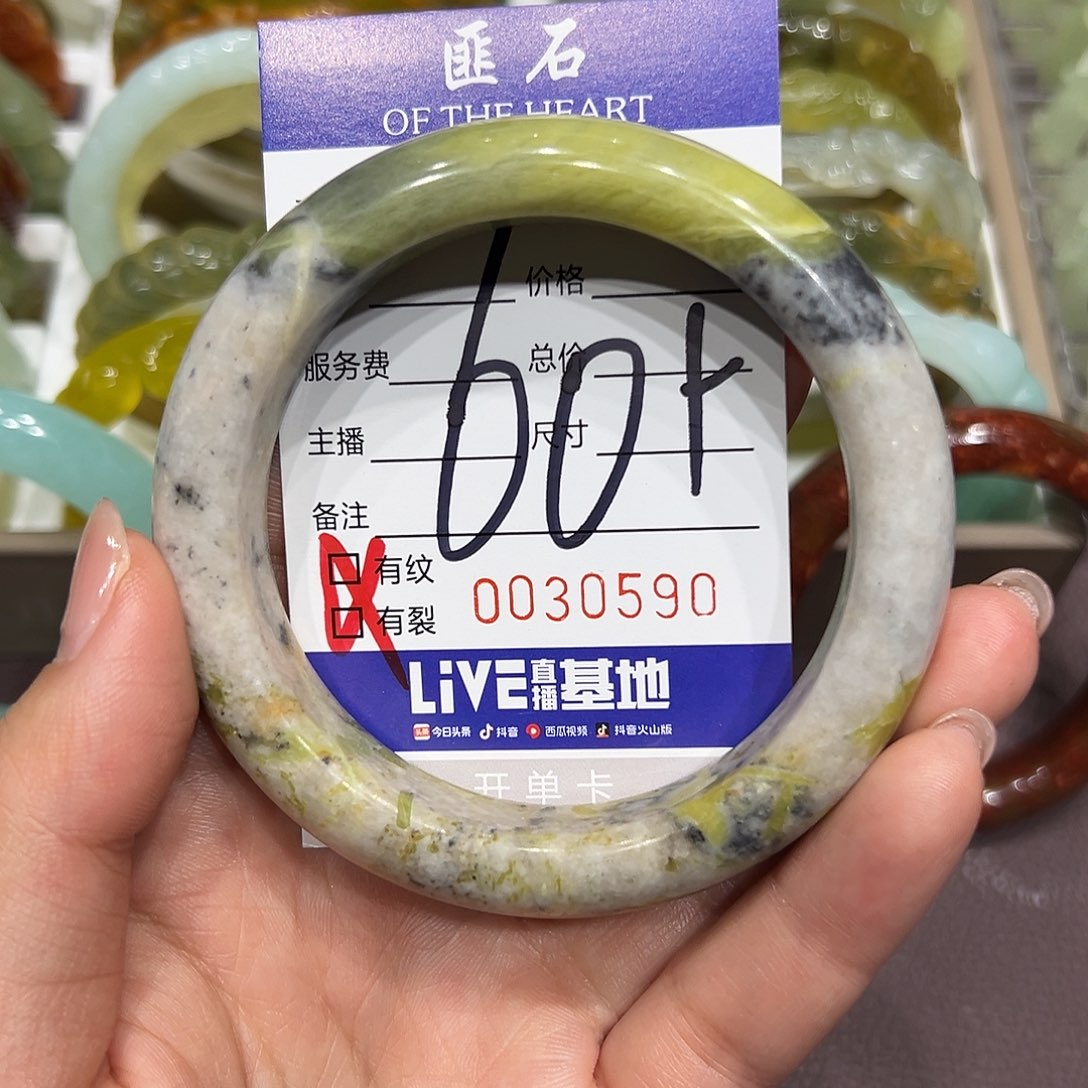 匪石
OF THE HEART
价格
服务费 总价
主播 尺寸
60+
备注
有纹
有裂 0030590
LiVE直播基地
今日头条 抖音 西瓜视频 抖音火山版
开单卡